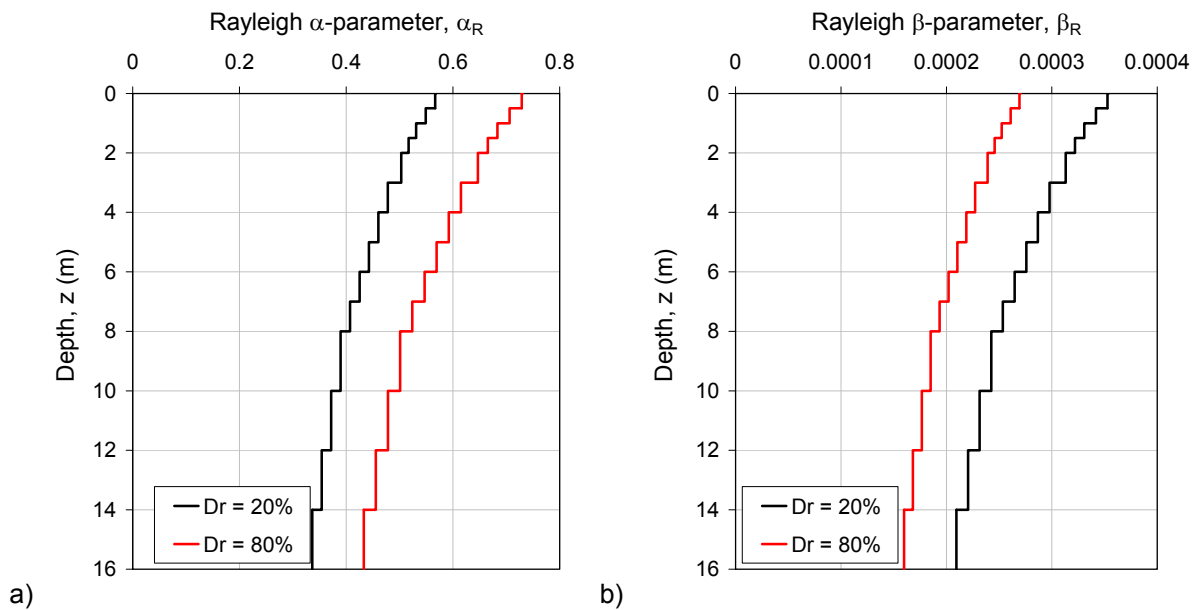 Rayleigh α-parameter, αR
0 0.2 0.4 0.6 0.8
0
2
4
6
8
10
12
14
16
Depth, z (m)
Dr = 20%
Dr = 80%
a)
Rayleigh β-parameter, βR
0 0.0001 0.0002 0.0003 0.0004
0
2
4
6
8
10
12
14
16
Depth, z (m)
Dr = 20%
Dr = 80%
b)